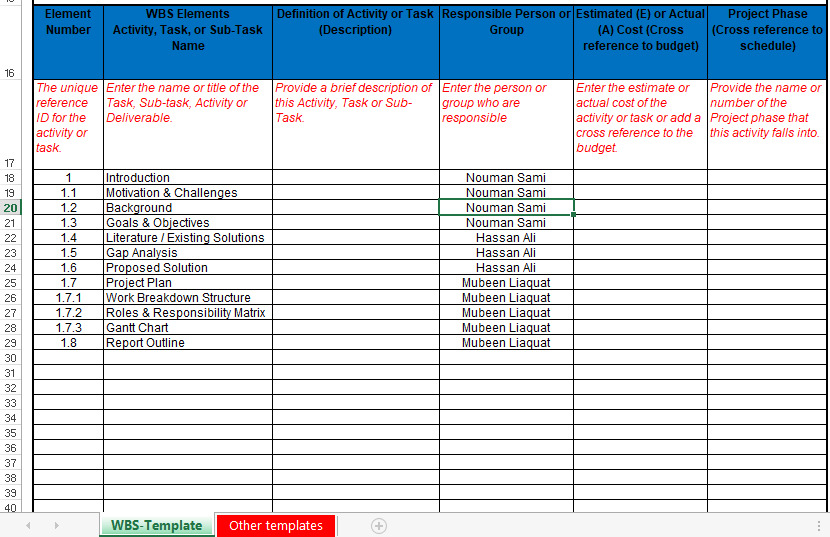 Element Number	WBS Elements Activity, Task, or Sub-Task Name	Definition of Activity or Task (Description)	Responsible Person or Group	Estimated (E) or Actual (A) Cost (Cross reference to budget)	Project Phase (Cross reference to schedule)
16
The unique reference ID for the activity or task.	Enter the name or title of the Task, Sub-task, Activity or Deliverable.	Provide a brief description of this Activity, Task or Sub-Task.	Enter the person or group who are responsible	Enter the estimate or actual cost of the activity or task or add a cross reference to the budget.	Provide the name or number of the Project phase that this activity falls into.
17
18	1	Introduction	Nouman Sami
19	1.1	Motivation & Challenges	Nouman Sami
20	1.2	Background	Nouman Sami
21	1.3	Goals & Objectives	Nouman Sami
22	1.4	Literature / Existing Solutions	Hassan Ali
23	1.5	Gap Analysis	Hassan Ali
24	1.6	Proposed Solution	Hassan Ali
25	1.7	Project Plan	Mubeen Liaquat
26	1.7.1	Work Breakdown Structure	Mubeen Liaquat
27	1.7.2	Roles & Responsibility Matrix	Mubeen Liaquat
28	1.7.3	Gantt Chart	Mubeen Liaquat
29	1.8	Report Outline	Mubeen Liaquat
30
31
32
33
34
35
36
37
38
39
40
WBS-Template	Other templates